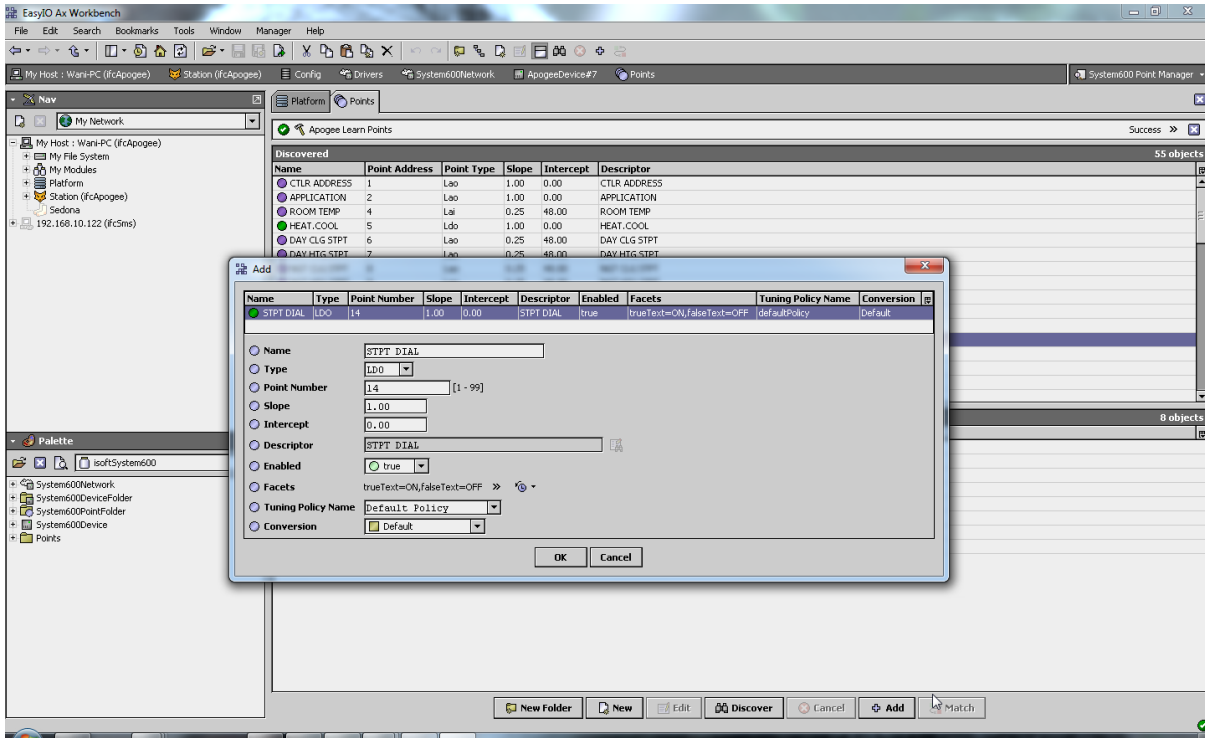 EasyIO Ax Workbench
File Edit Search Bookmarks Tools Window Manager Help
My Host : Wani-PC (ifcApogee) Station (ifcApogee) Config Drivers System600Network ApogeeDevice#7 Points System600 Point Manager
Nav
My Network
My Host : Wani-PC (ifcApogee)
My File System
My Modules
Platform
Station (ifcApogee)
Sedona
192.168.10.122 (ifcSms)
Palette
isoftSystem600
System600Network
System600DeviceFolder
System600PointFolder
System600Device
Points
Platform Points
Apogee Learn Points Success »
Discovered 55 objects
Name Point Address Point Type Slope Intercept Descriptor
CTLR ADDRESS 1 Lao 1.00 0.00 CTLR ADDRESS
APPLICATION 2 Lao 1.00 0.00 APPLICATION
ROOM TEMP 4 Lai 0.25 48.00 ROOM TEMP
HEAT.COOL 5 Ldo 1.00 0.00 HEAT.COOL
DAY CLG STPT 6 Lao 0.25 48.00 DAY CLG STPT
DAY HTG STPT 7 Lao 0.25 48.00 DAY HTG STPT
8 objects
Add
Name Type Point Number Slope Intercept Descriptor Enabled Facets Tuning Policy Name Conversion
STPT DIAL LDO 14 1.00 0.00 STPT DIAL true trueText=ON,falseText=OFF defaultPolicy Default
Name STPT DIAL
Type LDO
Point Number 14 [1 - 99]
Slope 1.00
Intercept 0.00
Descriptor STPT DIAL
Enabled true
Facets trueText=ON,falseText=OFF »
Tuning Policy Name Default Policy
Conversion Default
OK Cancel
New Folder New Edit Discover Cancel Add Match